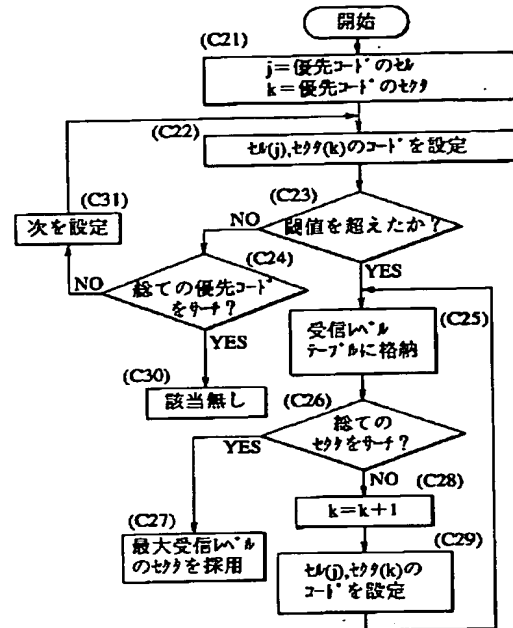 開始
(C21)
j=優先コードのセル
k=優先コードのセクタ
(C22)
セル(j),セクタ(k)のコードを設定
(C31)
次を設定
(C23)
閾値を超えたか?
NO
YES
(C24)
総ての優先コード
をサーチ?
NO
YES
(C25)
受信レベル
テーブルに格納
(C30)
該当無し
(C26)
総ての
セクタをサーチ?
YES
NO
(C28)
k=k+1
(C27)
最大受信レベル
のセクタを採用
(C29)
セル(j),セクタ(k)の
コードを設定